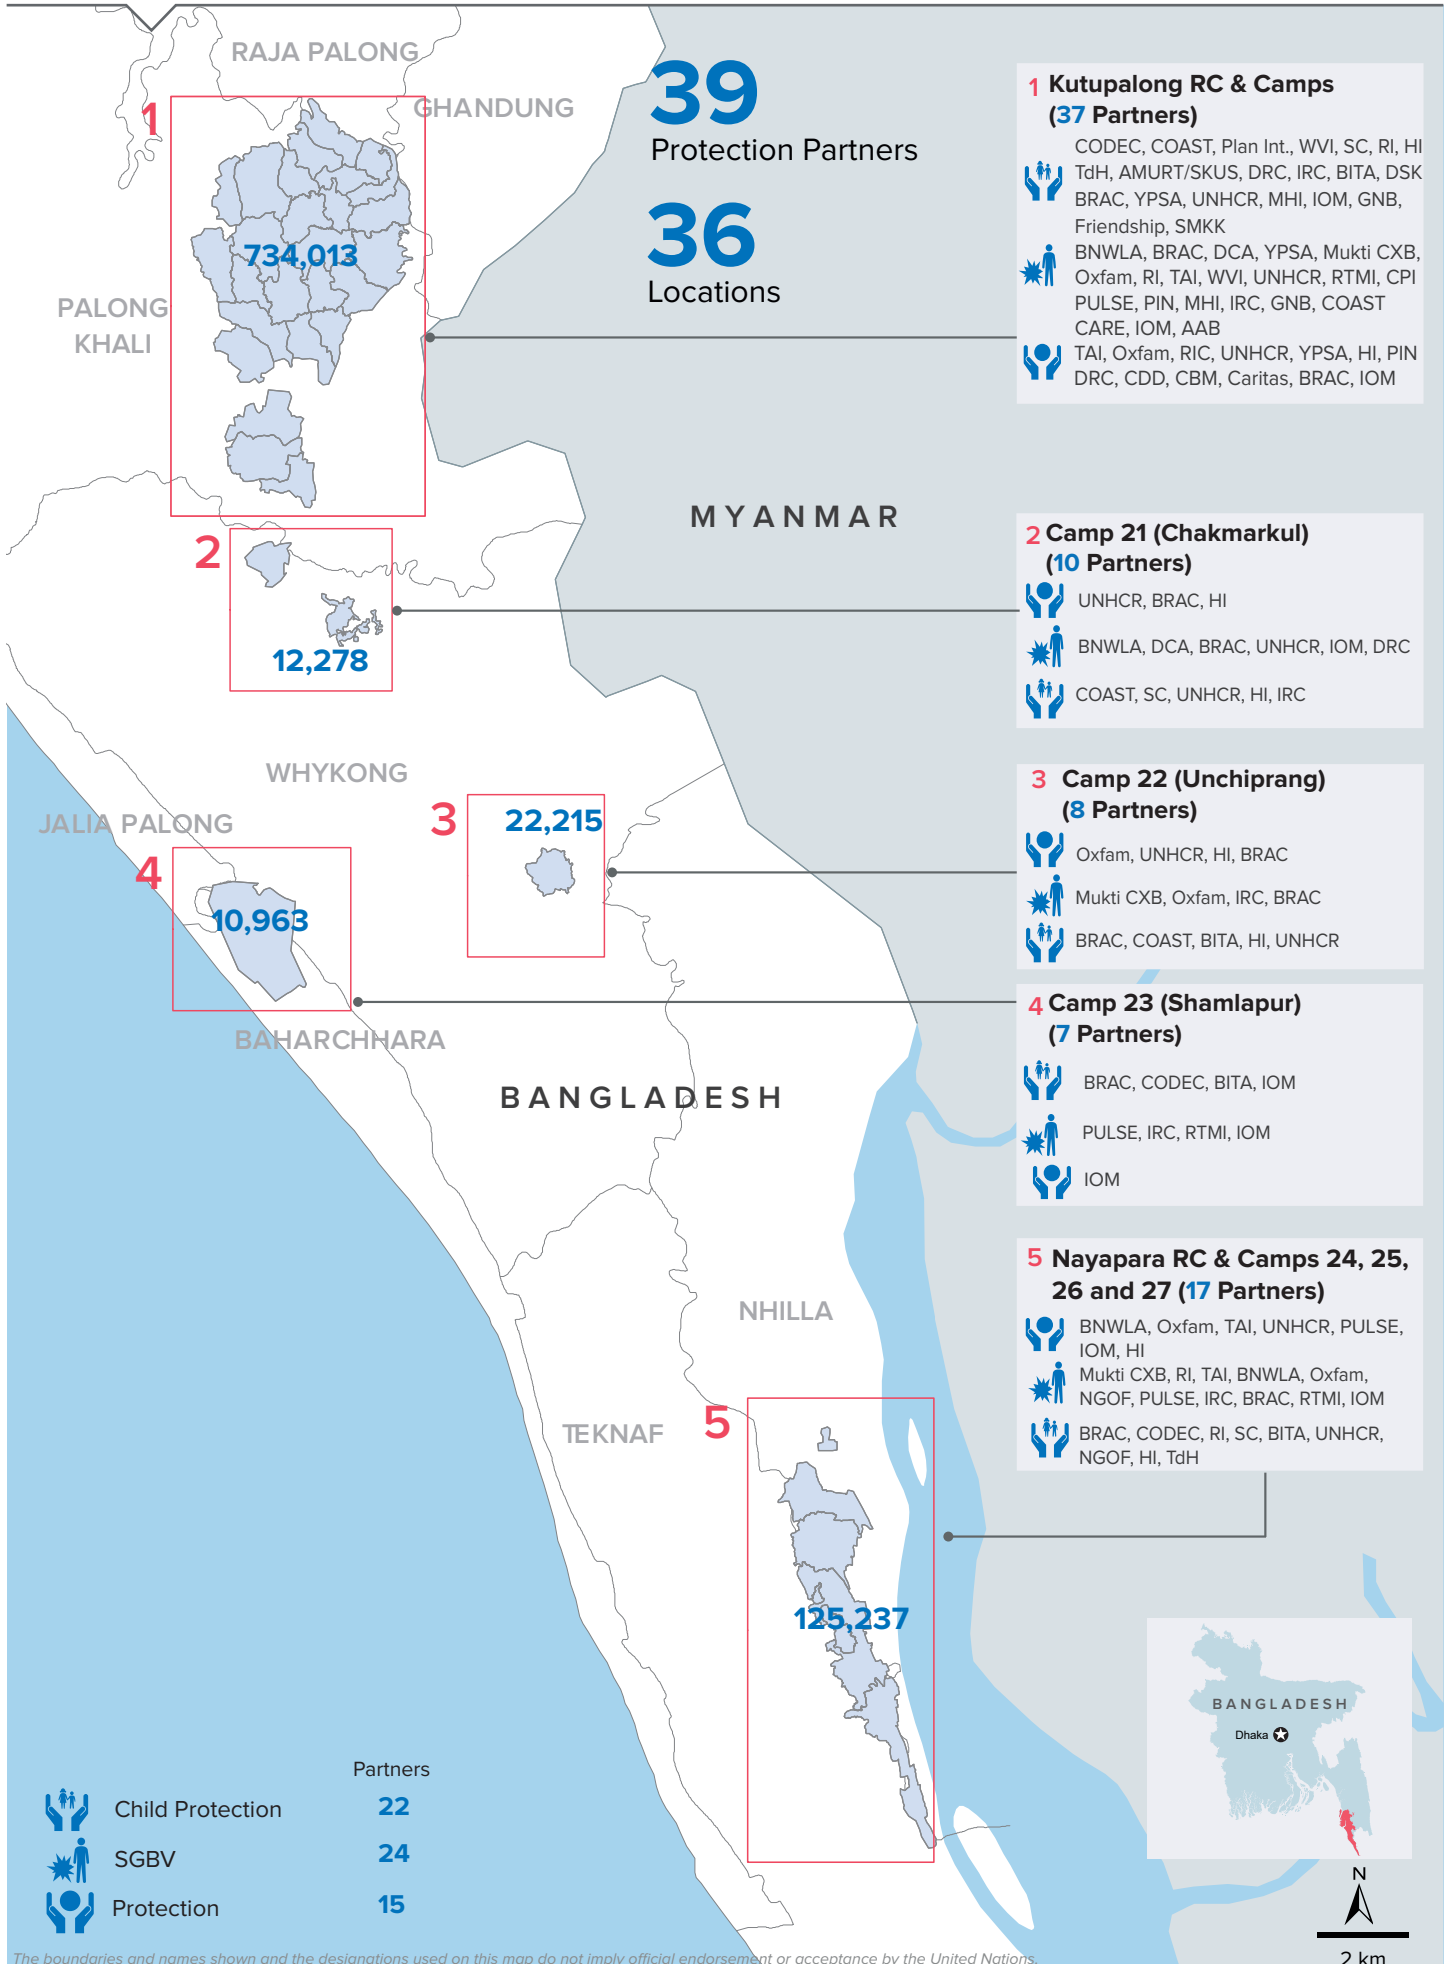 RAJA PALONG
GHANDUNG
1
734,013
PALONG
KHALI
39
Protection Partners
36
Locations
1 Kutupalong RC & Camps
(37 Partners)
CODEC, COAST, Plan Int., WVI, SC, RI, HI
TdH, AMURT/SKUS, DRC, IRC, BITA, DSK
BRAC, YPSA, UNHCR, MHI, IOM, GNB,
Friendship, SMKK
BNWLA, BRAC, DCA, YPSA, Mukti CXB,
Oxfam, RI, TAI, WVI, UNHCR, RTMI, CPI
PULSE, PIN, MHI, IRC, GNB, COAST
CARE, IOM, AAB
TAI, Oxfam, RIC, UNHCR, YPSA, HI, PIN
DRC, CDD, CBM, Caritas, BRAC, IOM
MYANMAR
2
12,278
2 Camp 21 (Chakmarkul)
(10 Partners)
UNHCR, BRAC, HI
BNWLA, DCA, BRAC, UNHCR, IOM, DRC
COAST, SC, UNHCR, HI, IRC
WHYKONG
JALIA PALONG
3
22,215
3 Camp 22 (Unchiprang)
(8 Partners)
Oxfam, UNHCR, HI, BRAC
Mukti CXB, Oxfam, IRC, BRAC
BRAC, COAST, BITA, HI, UNHCR
4
10,963
BAHARCHHARA
4 Camp 23 (Shamlapur)
(7 Partners)
BRAC, CODEC, BITA, IOM
PULSE, IRC, RTMI, IOM
IOM
BANGLADESH
5 Nayapara RC & Camps 24, 25,
26 and 27 (17 Partners)
BNWLA, Oxfam, TAI, UNHCR, PULSE,
IOM, HI
Mukti CXB, RI, TAI, BNWLA, Oxfam,
NGOF, PULSE, IRC, BRAC, RTMI, IOM
BRAC, CODEC, RI, SC, BITA, UNHCR,
NGOF, HI, TdH
NHILLA
TEKNAF
5
125,237
BANGLADESH
Dhaka
Partners
Child Protection 22
SGBV 24
Protection 15
N
2 km
The boundaries and names shown and the designations used on this map do not imply official endorsement or acceptance by the United Nations.